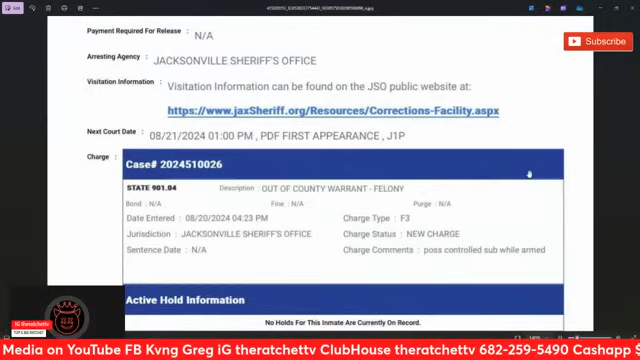 Edit
Subscribe
Payment Required For Release : N/A
Arresting Agency : JACKSONVILLE SHERIFF'S OFFICE
Visitation Information : Visitation Information can be found on the JSO public website at:
https://www.jaxSheriff.org/Resources/Corrections-Facility.aspx
Next Court Date : 08/21/2024 01:00 PM , PDF FIRST APPEARANCE , J1P
Charge :
Case# 2024510026
STATE 901.04 Description : OUT OF COUNTY WARRANT - FELONY
Bond : N/A Fine : N/A Purge : N/A
Date Entered : 08/20/2024 04:23 PM Charge Type : F3
Jurisdiction : JACKSONVILLE SHERIFF'S OFFICE Charge Status : NEW CHARGE
Sentence Date : N/A Charge Comments : poss controlled sub while armed
Active Hold Information
No Holds For This Inmate Are Currently On Record.
IG theratchettv
Media on YouTube FB Kvng Greg iG theratchettv ClubHouse theratchettv 682-259-5490 Cashapp